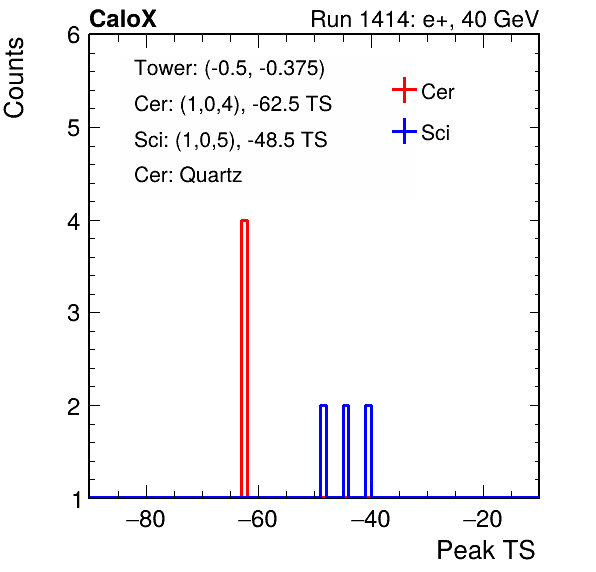 CaloX Run 1414: e+, 40 GeV
Counts
6
5
4
3
2
1
Tower: (-0.5, -0.375)
Cer: (1,0,4), -62.5 TS
Sci: (1,0,5), -48.5 TS
Cer: Quartz
Cer
Sci
−80 −60 −40 −20
Peak TS